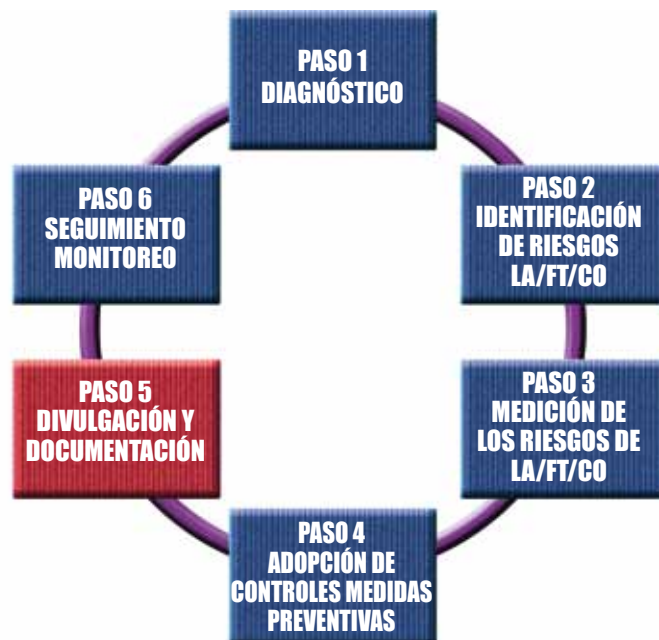 PASO 1
DIAGNÓSTICO
PASO 2
IDENTIFICACIÓN
DE RIESGOS
LA/FT/CO
PASO 3
MEDICIÓN DE
LOS RIESGOS DE
LA/FT/CO
PASO 4
ADOPCIÓN DE
CONTROLES MEDIDAS
PREVENTIVAS
PASO 5
DIVULGACIÓN Y
DOCUMENTACIÓN
PASO 6
SEGUIMIENTO
MONITOREO